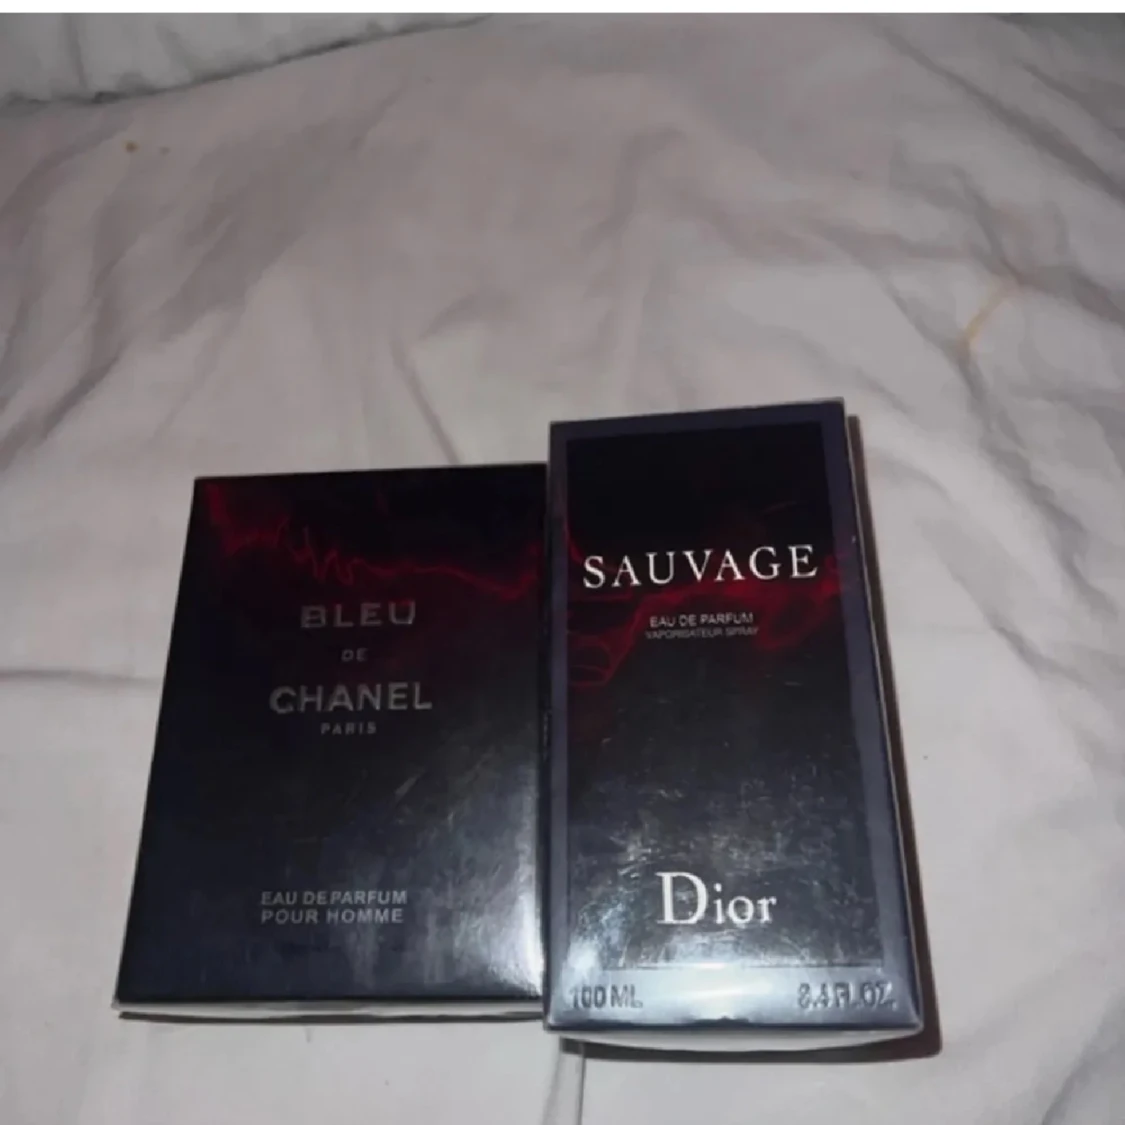 BLEU
DE
CHANEL
PARIS
EAU DE PARFUM
POUR HOMME
SAUVAGE
EAU DE PARFUM
VAPORISATEUR SPRAY
Dior
100 ML
3.4 FL.OZ.